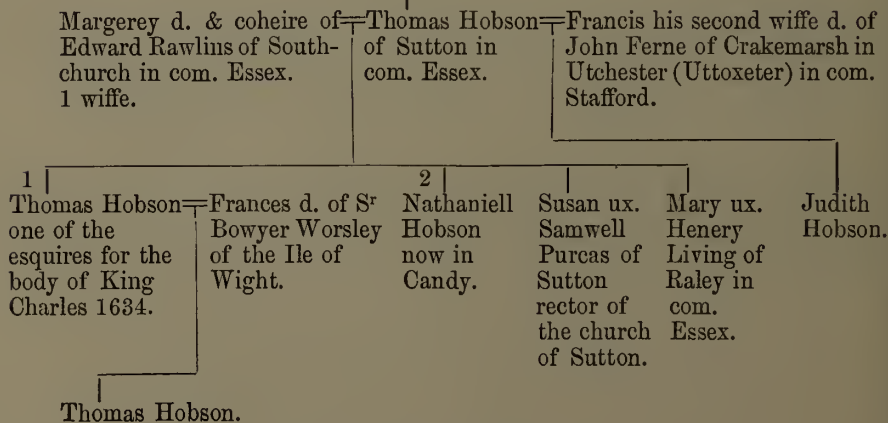 Margerey d. & coheire of
Edward Rawlins of South-
church in com. Essex.
1 wiffe.
Thomas Hobson
of Sutton in
com. Essex.
Francis his second wiffe d. of
John Ferne of Crakemarsh in
Utchester (Uttoxeter) in com.
Stafford.
1
Thomas Hobson
one of the
esquires for the
body of King
Charles 1634.
Frances d. of Sr
Bowyer Worsley
of the Ile of
Wight.
2
Nathaniell
Hobson
now in
Candy.
Susan ux.
Samwell
Purcas of
Sutton
rector of
the church
of Sutton.
Mary ux.
Henery
Living of
Raley in
com.
Essex.
Judith
Hobson.
Thomas Hobson.